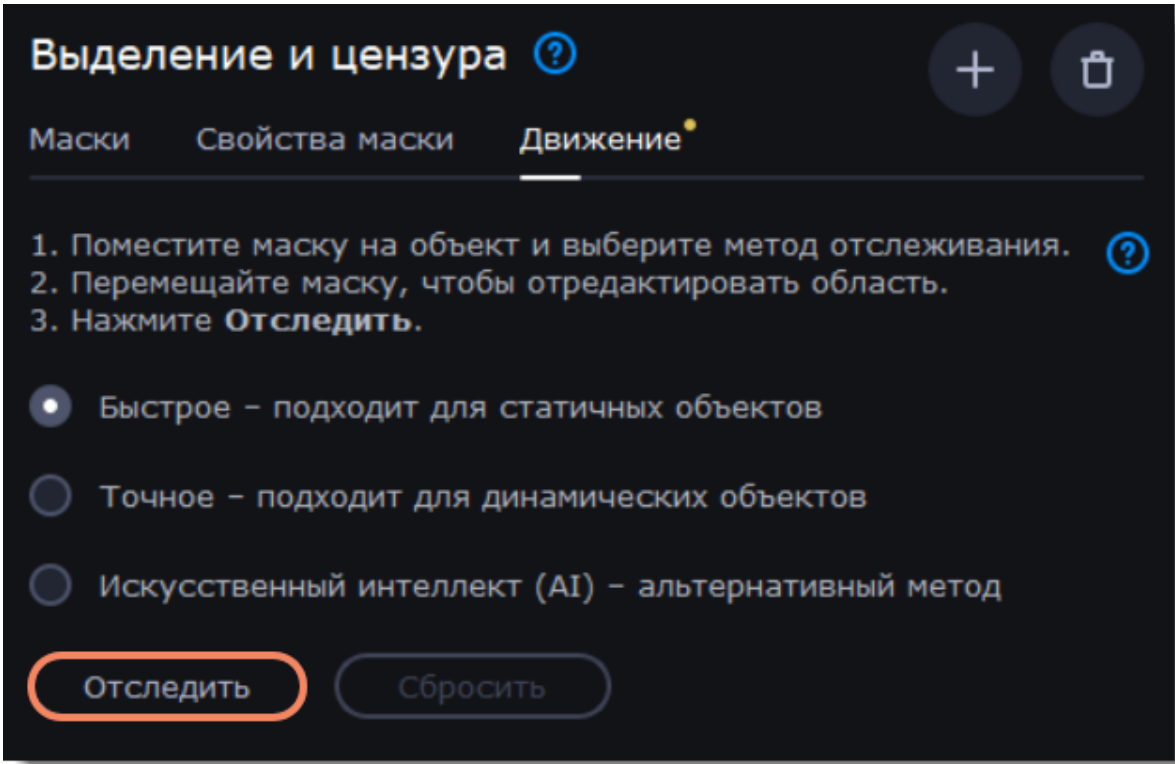 Выделение и цензура ?
Маски Свойства маски Движение
1. Поместите маску на объект и выберите метод отслеживания. ?
2. Перемещайте маску, чтобы отредактировать область.
3. Нажмите Отследить.
Быстрое – подходит для статичных объектов
Точное – подходит для динамических объектов
Искусственный интеллект (AI) – альтернативный метод
Отследить Сбросить